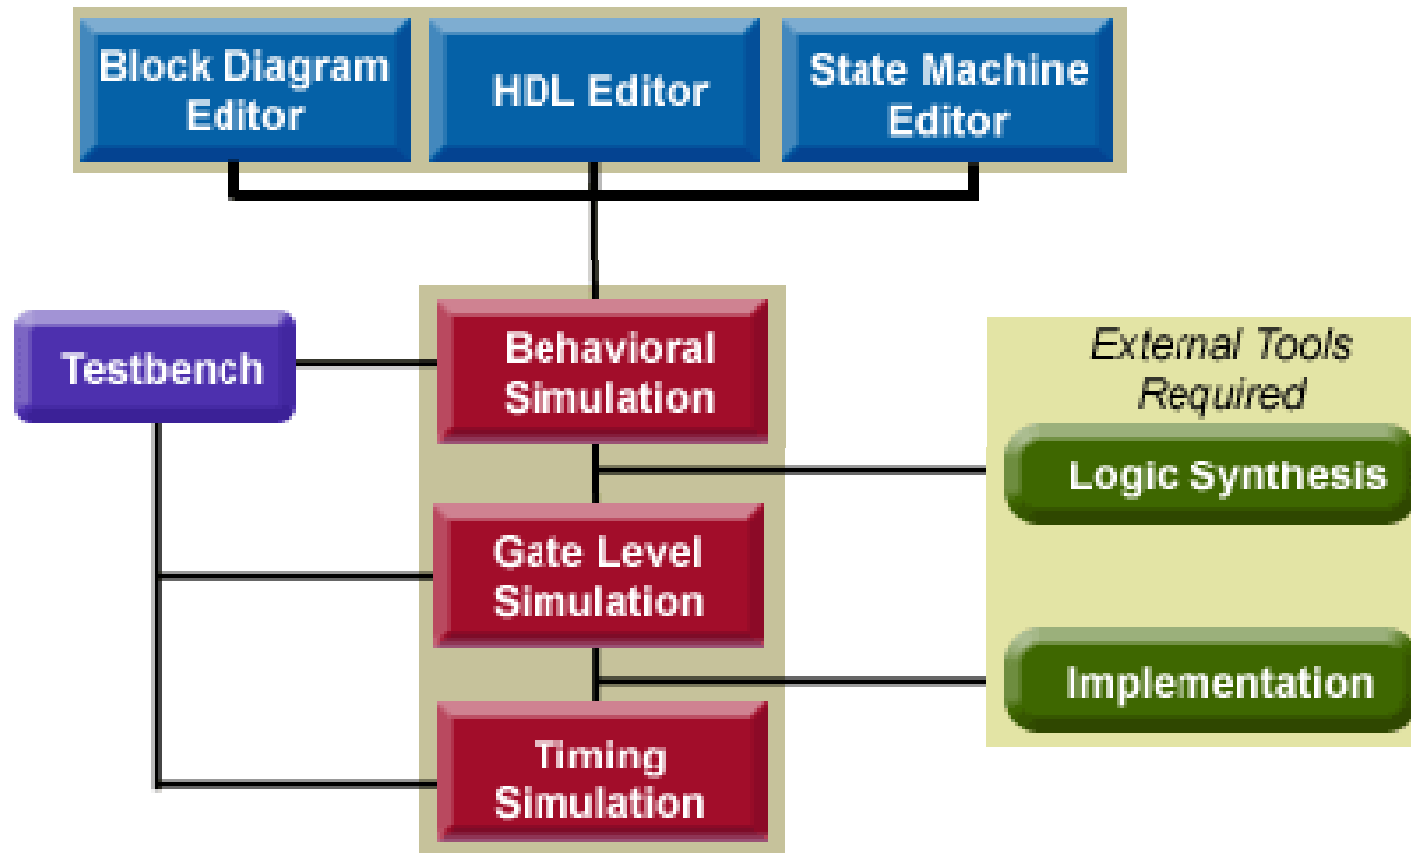 Block Diagram
Editor
HDL Editor
State Machine
Editor
Testbench
Behavioral
Simulation
External Tools
Required
Logic Synthesis
Gate Level
Simulation
Implementation
Timing
Simulation